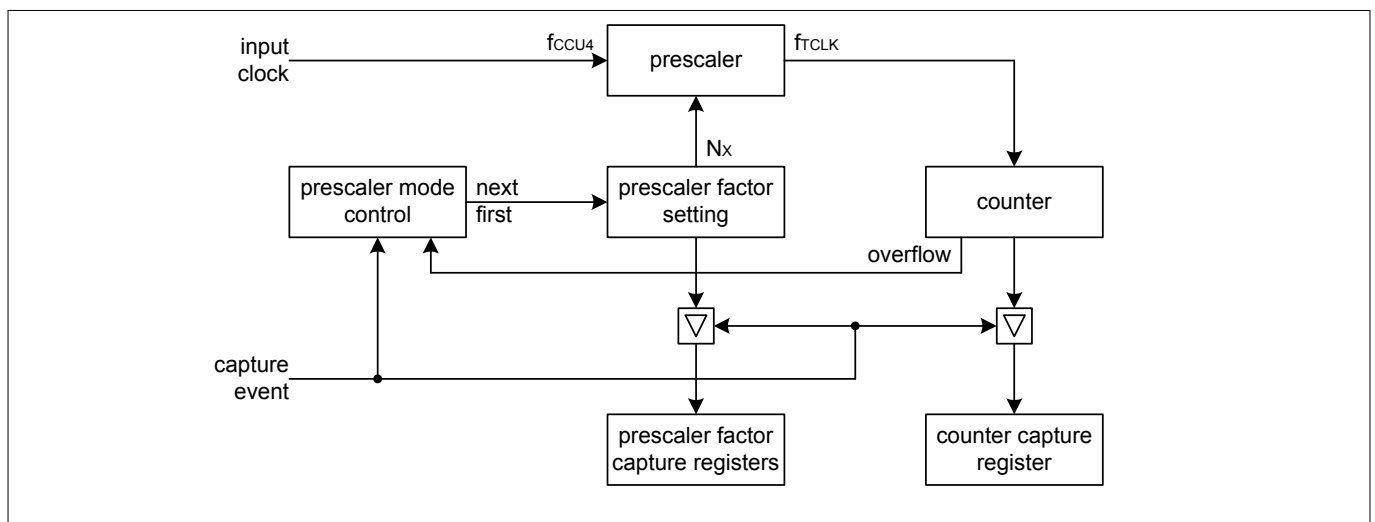 input
clock
fCCU4
prescaler
fTCLK
NX
prescaler mode
control
next
first
prescaler factor
setting
counter
overflow
capture
event
prescaler factor
capture registers
counter capture
register